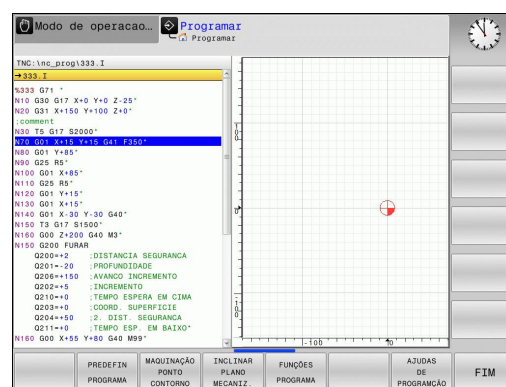 Modo de operacao...
Programar
Programar
TNC:\nc_prog\333.I
→333.I
%333 G71 *
N10 G30 G17 X+0 Y+0 Z-25*
N20 G31 X+150 Y+100 Z+0*
;comment
N30 T5 G17 S2000*
N70 G01 X+15 Y+15 G41 F350*
N80 G01 Y+85*
N90 G25 R5*
N100 G01 X+85*
N110 G25 R5*
N120 G01 Y+15*
N130 G01 X+15*
N140 G01 X-30 Y-30 G40*
N150 T3 G17 S1500*
N160 G00 Z+200 G40 M3*
N150 G200 FURAR
Q200=+2 ;DISTANCIA SEGURANCA
Q201=-20 ;PROFUNDIDADE
Q206=+150 ;AVANCO INCREMENTO
Q202=+5 ;INCREMENTO
Q210=+0 ;TEMPO ESPERA EM CIMA
Q203=+0 ;COORD. SUPERFICIE
Q204=+50 ;2. DIST. SEGURANCA
Q211=+0 ;TEMPO ESP. EM BAIXO*
N160 G00 X+55 Y+80 G40 M99*
100
0
-100
-100
0
PREDEFIN
PROGRAMA
MAQUINAÇÃO
PONTO
CONTORNO
INCLINAR
PLANO
MECANIZ.
FUNÇÕES
PROGRAMA
AJUDAS
DE
PROGRAMÇÃO
FIM